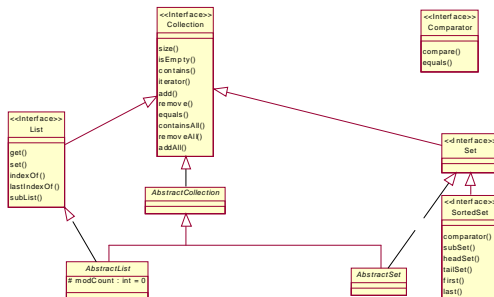 <<Interface>>
Collection
size()
isEmpty()
contains()
iterator()
add()
remove()
equals()
containsAll()
removeAll()
addAll()
<<Interface>>
Comparator
compare()
equals()
<<Interface>>
List
get()
set()
indexOf()
lastIndexOf()
subList()
<<Interface>>
Set
AbstractCollection
<<Interface>>
SortedSet
comparator()
subSet()
headSet()
tailSet()
first()
last()
AbstractList
# modCount : int = 0
AbstractSet